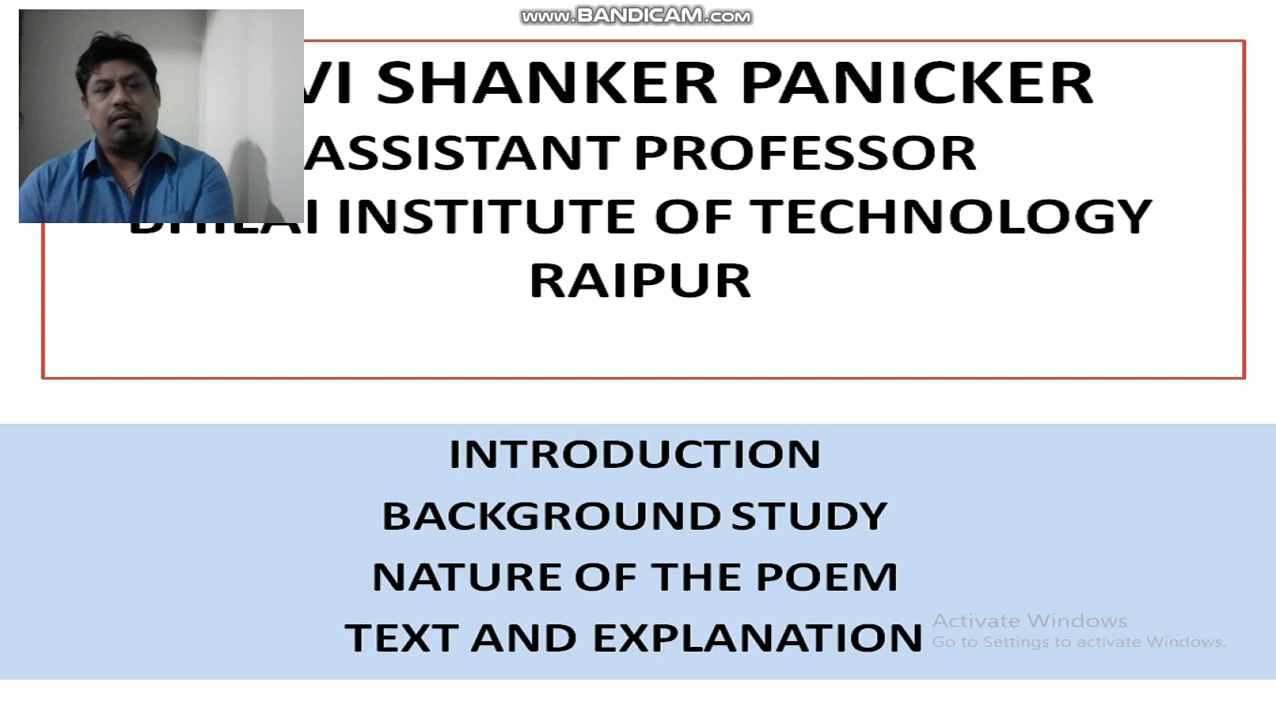 www.BANDICAM.com
VI SHANKER PANICKER
ASSISTANT PROFESSOR
BHILAI INSTITUTE OF TECHNOLOGY
RAIPUR
INTRODUCTION
BACKGROUND STUDY
NATURE OF THE POEM
TEXT AND EXPLANATION
Activate Windows
Go to Settings to activate Windows.